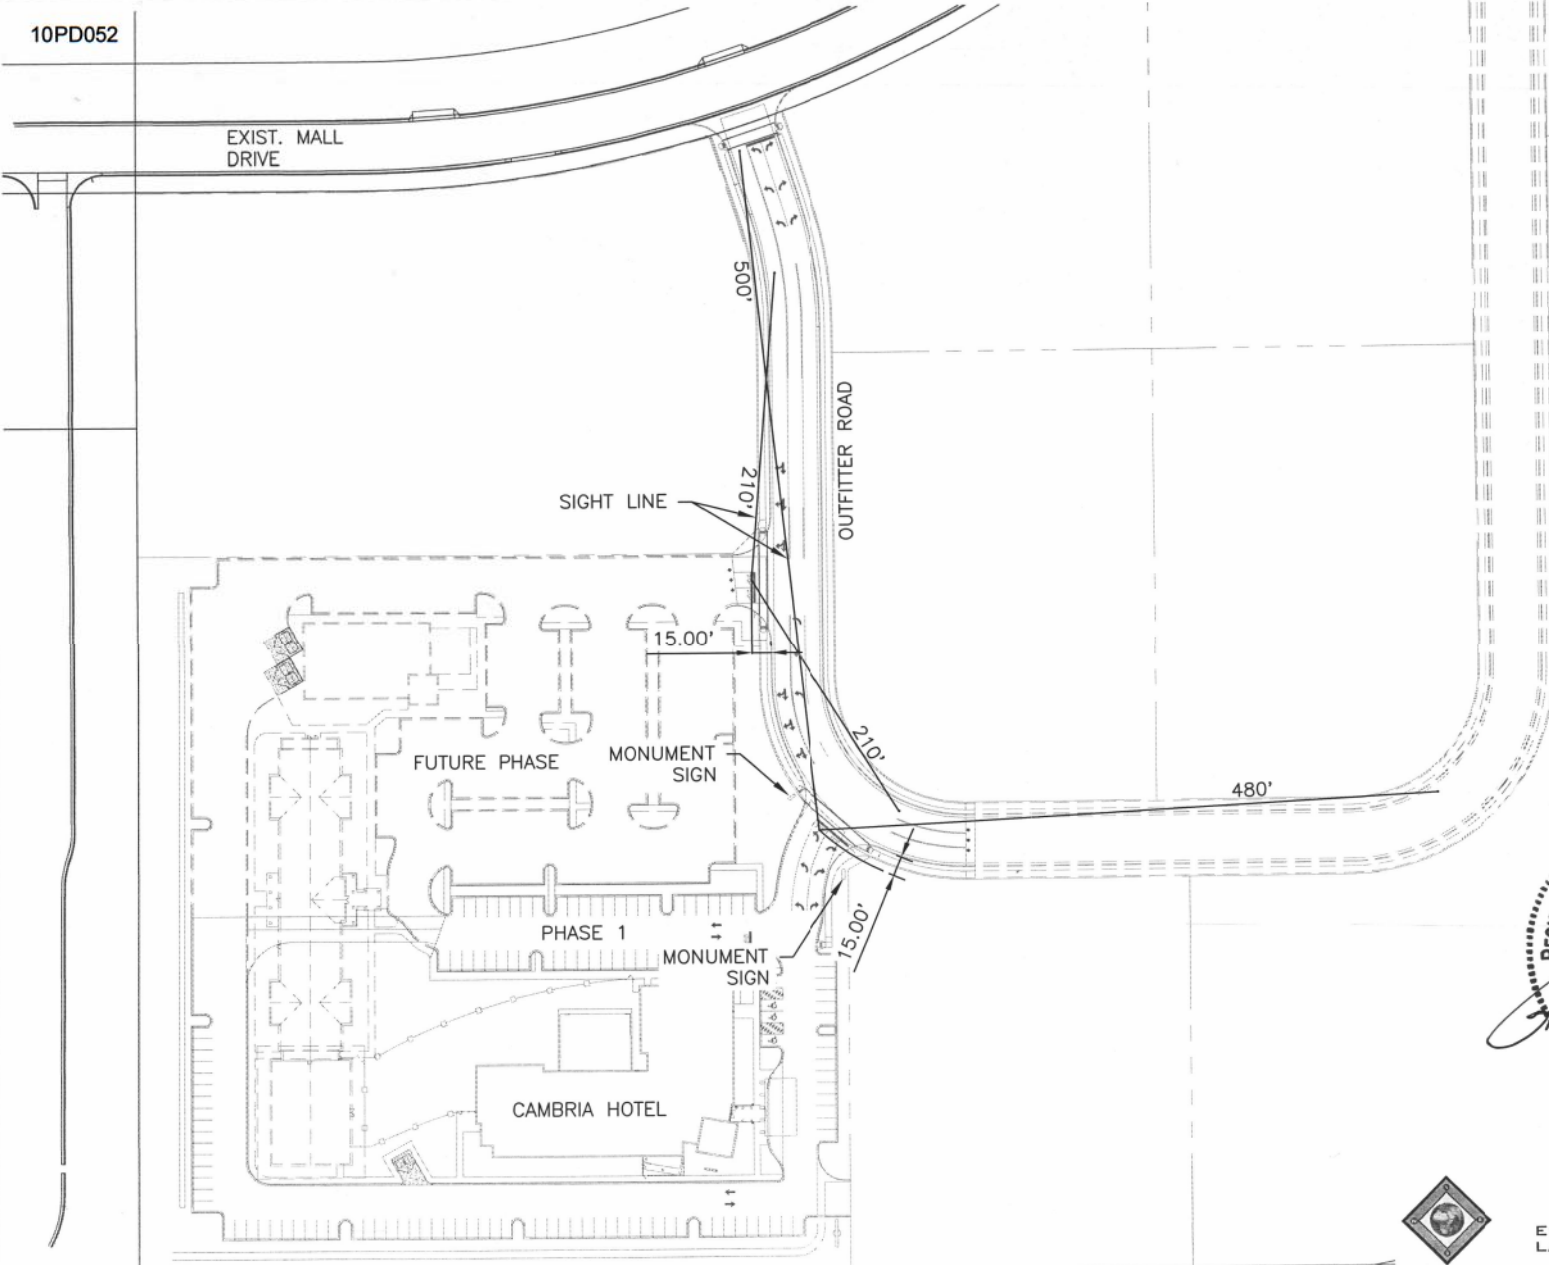 10PD052
EXIST. MALL
DRIVE
500'
210'
OUTFITTER ROAD
SIGHT LINE
15.00'
210'
MONUMENT
SIGN
FUTURE PHASE
480'
PHASE 1
MONUMENT
SIGN
15.00'
CAMBRIA HOTEL